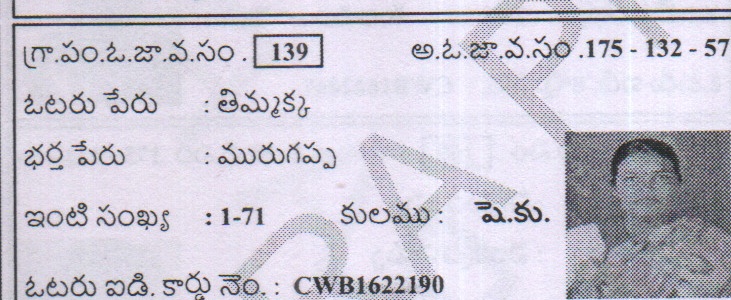 గ్రా.పం.ఓ.జా.వ.సం . 139 అ.ఓ.జా.వ.సం .175 - 132 - 57
ఓటరు పేరు : తిమ్మక్క
భర్త పేరు : మురుగప్ప
ఇంటి సంఖ్య : 1-71 కులము : షె.కు.
ఓటరు ఐడి. కార్డు నెం. : CWB1622190